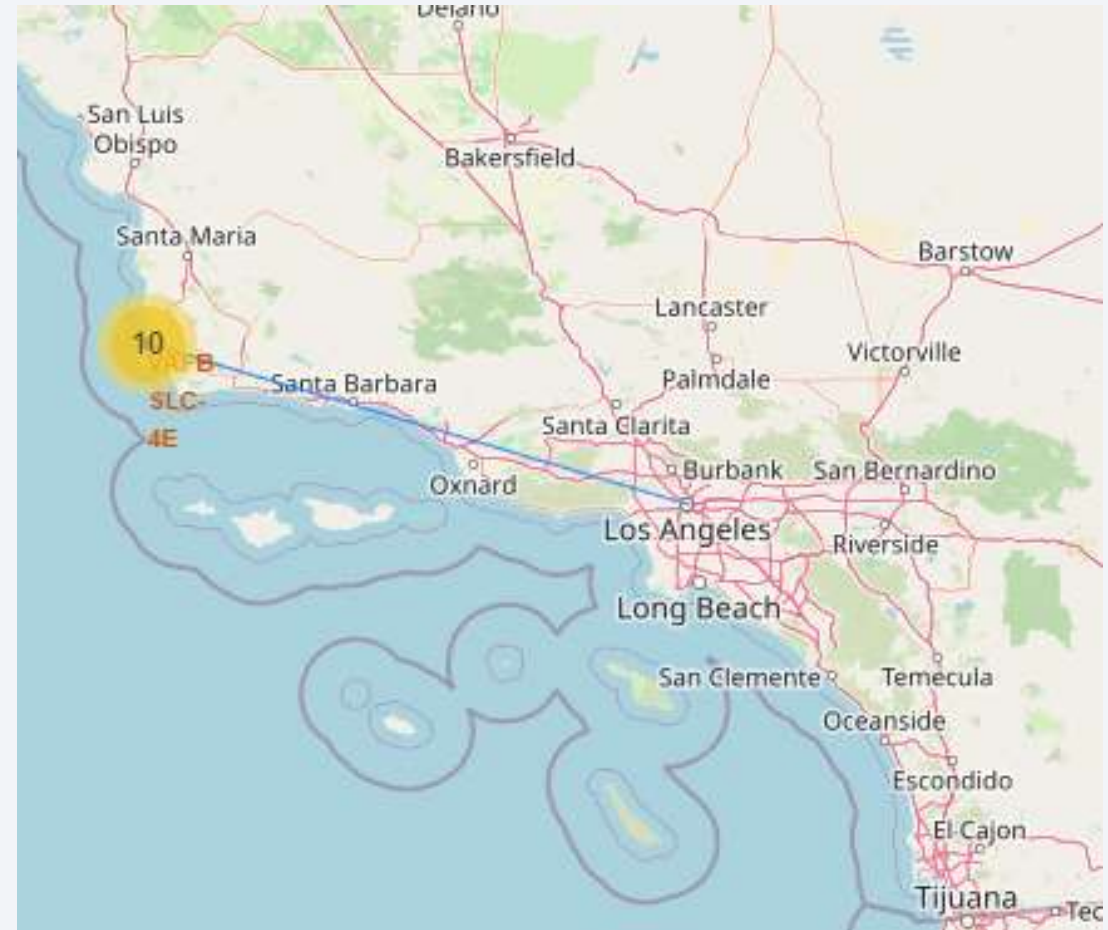 Delano
San Luis
Obispo
Bakersfield
Santa Maria
Barstow
Lancaster
10
Victorville
Palmdale
Santa Barbara
SLC-
4E
Santa Clarita
Burbank
San Bernardino
Oxnard
Los Angeles
Riverside
Long Beach
San Clemente
Temecula
Oceanside
Escondido
El Cajon
Tijuana
Tec